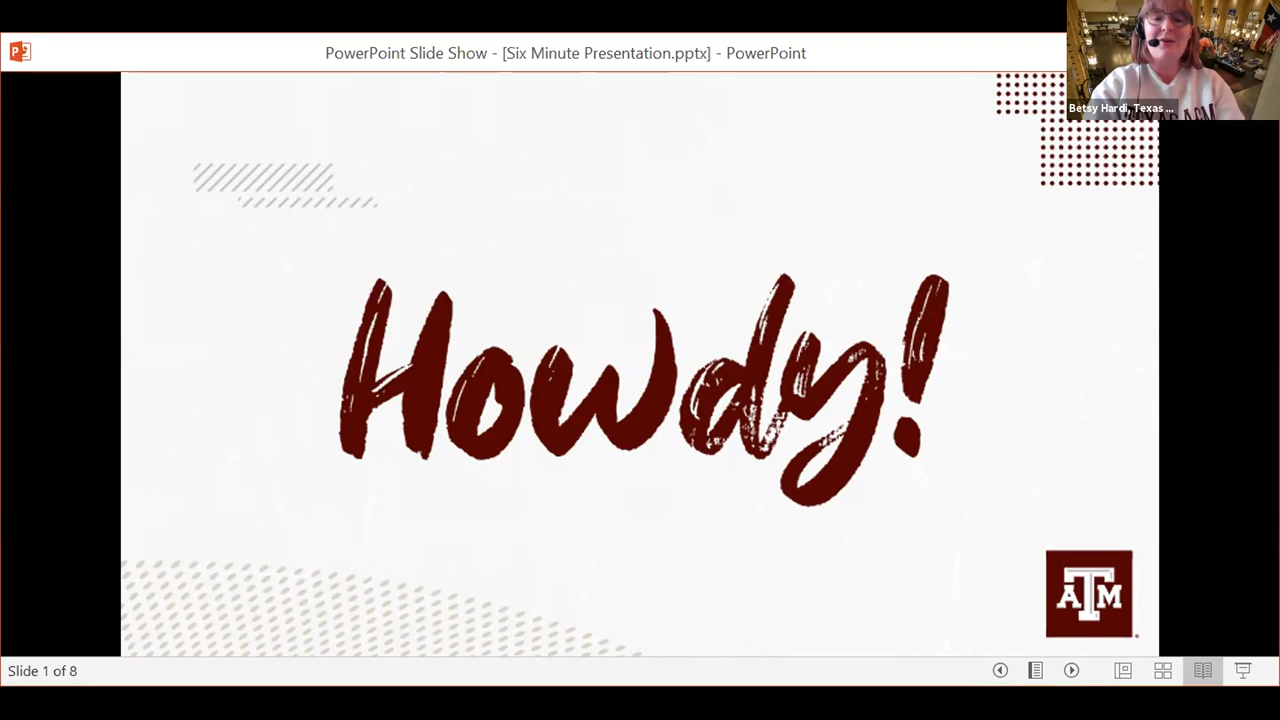 PowerPoint Slide Show - [Six Minute Presentation.pptx] - PowerPoint
Betsy Hardi, Texas ...
Howdy!
ATM
Slide 1 of 8